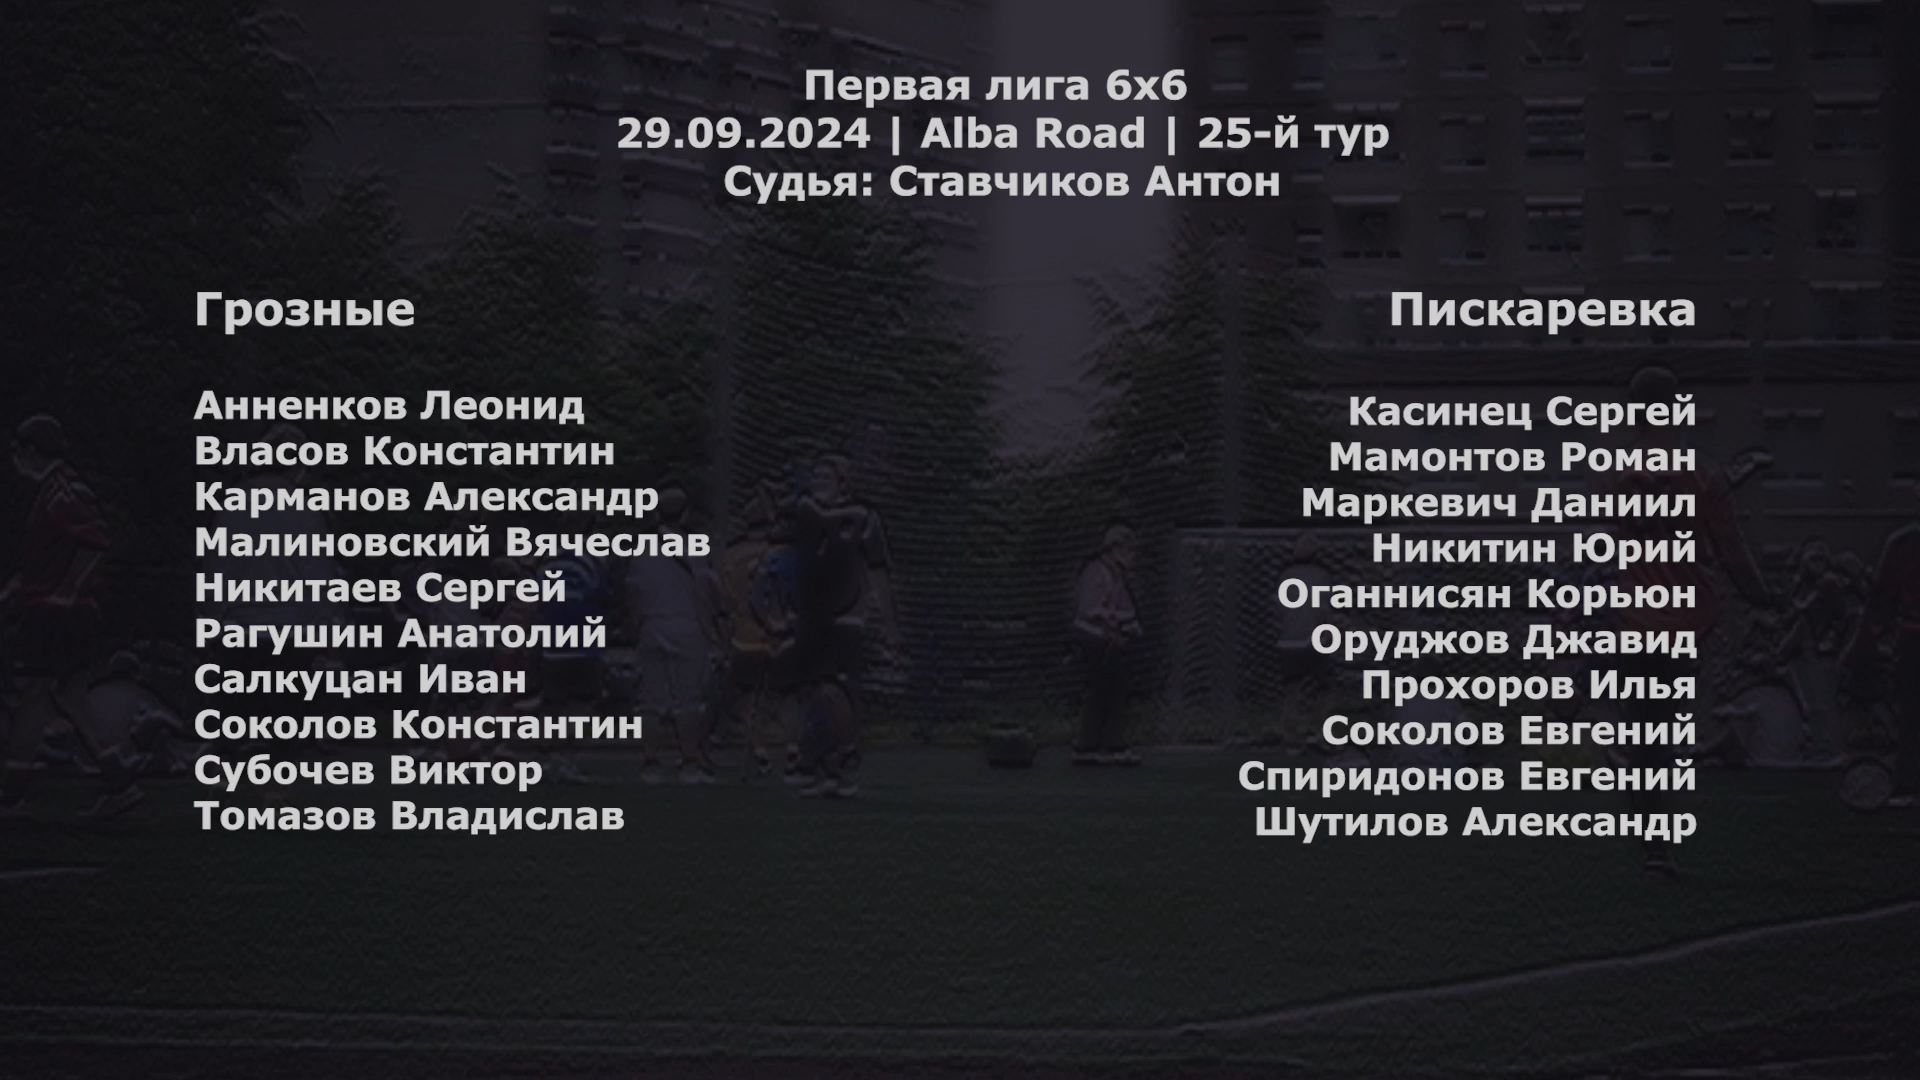 Первая лига 6х6
29.09.2024 | Alba Road | 25-й тур
Судья: Ставчиков Антон
Грозные
Анненков Леонид
Власов Константин
Карманов Александр
Малиновский Вячеслав
Никитаев Сергей
Рагушин Анатолий
Салкуцан Иван
Соколов Константин
Субочев Виктор
Томазов Владислав
Пискаревка
Касинец Сергей
Мамонтов Роман
Маркевич Даниил
Никитин Юрий
Оганнисян Корьюн
Оруджов Джавид
Прохоров Илья
Соколов Евгений
Спиридонов Евгений
Шутилов Александр